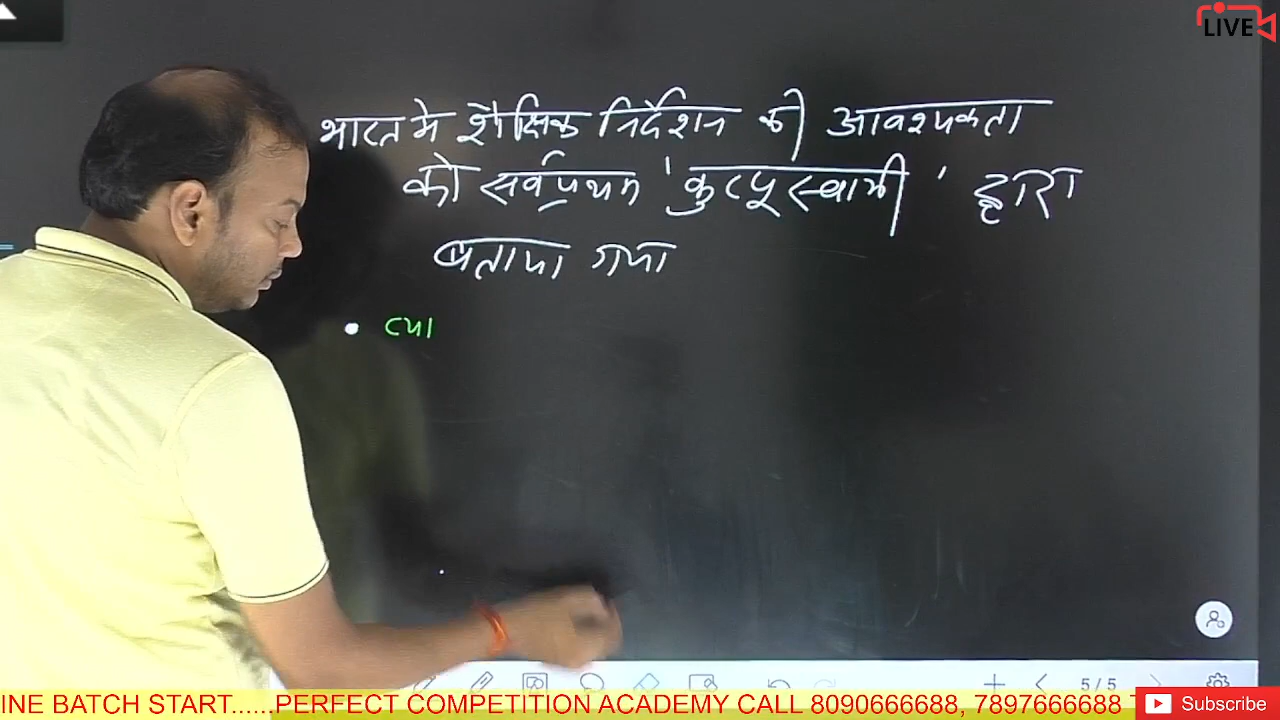 LIVE
भारत मे शैक्षिक निर्देशन की आवश्यकता
को सर्वप्रथम 'कुप्पूस्वामी' द्वारा
बताया गया
• व्या
5/5
INE BATCH START......PERFECT COMPETITION ACADEMY CALL 8090666688, 7897666688 7
Subscribe